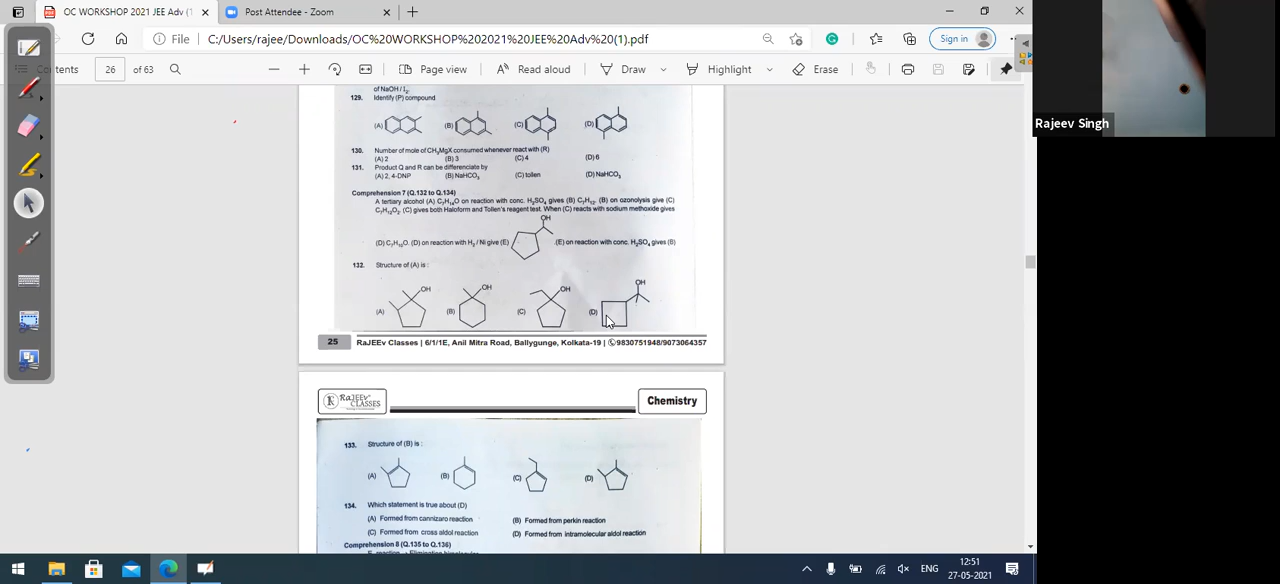 OC WORKSHOP 2021 JEE Adv (1
Post Attendee - Zoom
File
C:/Users/rajee/Downloads/OC%20WORKSHOP%202021%20JEE%20Adv%20(1).pdf
Sign in
Contents
26 of 63
Page view
Read aloud
Draw
Highlight
Erase
Rajeev Singh
of NaOH / I₂.
129. Identify (P) compound
(A) (B) (C) (D)
130. Number of mole of CH₃MgX consumed whenever react with (R)
(A) 2 (B) 3 (C) 4 (D) 6
131. Product Q and R can be differenciate by
(A) 2, 4-DNP (B) NaHCO₃ (C) tollen (D) NaHCO₃
Comprehension 7 (Q.132 to Q.134)
A tertiary alcohol (A) C₇H₁₄O on reaction with conc. H₂SO₄ gives (B) C₇H₁₂. (B) on ozonolysis give (C)
C₇H₁₂O₂. (C) gives both Haloform and Tollen's reagent test. When (C) reacts with sodium methoxide gives
OH
(D) C₇H₁₀O. (D) on reaction with H₂ / Ni give (E) .(E) on reaction with conc. H₂SO₄ gives (B)
132. Structure of (A) is :
OH OH OH OH
(A) (B) (C) (D)
25 RaJEEv Classes | 6/1/1E, Anil Mitra Road, Ballygunge, Kolkata-19 | 9830751948/9073064357
RaJEEv CLASSES
Chemistry
133. Structure of (B) is :
(A) (B) (C) (D)
134. Which statement is true about (D)
(A) Formed from cannizaro reaction (B) Formed from perkin reaction
(C) Formed from cross aldol reaction (D) Formed from intramolecular aldol reaction
Comprehension 8 (Q.135 to Q.136)
ENG
12:51
27-05-2021